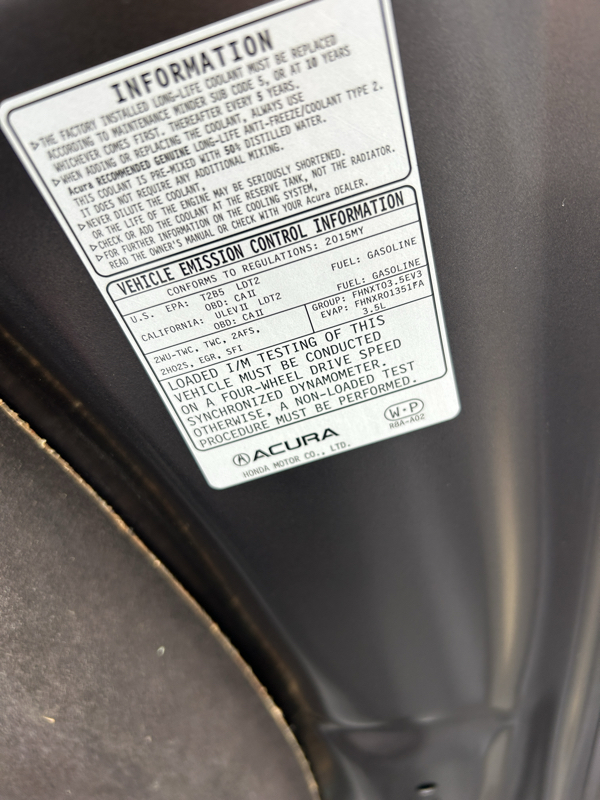 INFORMATION
▷THE FACTORY INSTALLED LONG-LIFE COOLANT MUST BE REPLACED
ACCORDING TO MAINTENANCE MINDER SUB CODE 5, OR AT 10 YEARS
WHICHEVER COMES FIRST. THEREAFTER EVERY 5 YEARS.
▷WHEN ADDING OR REPLACING THE COOLANT, ALWAYS USE
Acura RECOMMENDED GENUINE LONG-LIFE ANTI-FREEZE/COOLANT TYPE 2.
THIS COOLANT IS PRE-MIXED WITH 50% DISTILLED WATER.
IT DOES NOT REQUIRE ANY ADDITIONAL MIXING.
▷NEVER DILUTE THE COOLANT,
OR THE LIFE OF THE ENGINE MAY BE SERIOUSLY SHORTENED.
▷CHECK OR ADD THE COOLANT AT THE RESERVE TANK, NOT THE RADIATOR.
▷FOR FURTHER INFORMATION ON THE COOLING SYSTEM,
READ THE OWNER'S MANUAL OR CHECK WITH YOUR Acura DEALER.
VEHICLE EMISSION CONTROL INFORMATION
CONFORMS TO REGULATIONS: 2015MY
U.S. EPA: T2B5 LDT2 FUEL: GASOLINE
OBD: CAII
CALIFORNIA: ULEVII LDT2 FUEL: GASOLINE
OBD: CAII
2WU-TWC, TWC, 2AFS, GROUP: FHNXT03.5EV3
2HO2S, EGR, SFI EVAP: FHNXR0135IFA
3.5L
LOADED I/M TESTING OF THIS
VEHICLE MUST BE CONDUCTED
ON A FOUR-WHEEL DRIVE SPEED
SYNCHRONIZED DYNAMOMETER.
OTHERWISE, A NON-LOADED TEST
PROCEDURE MUST BE PERFORMED.
ACURA W·P
HONDA MOTOR CO., LTD. RBA-A02